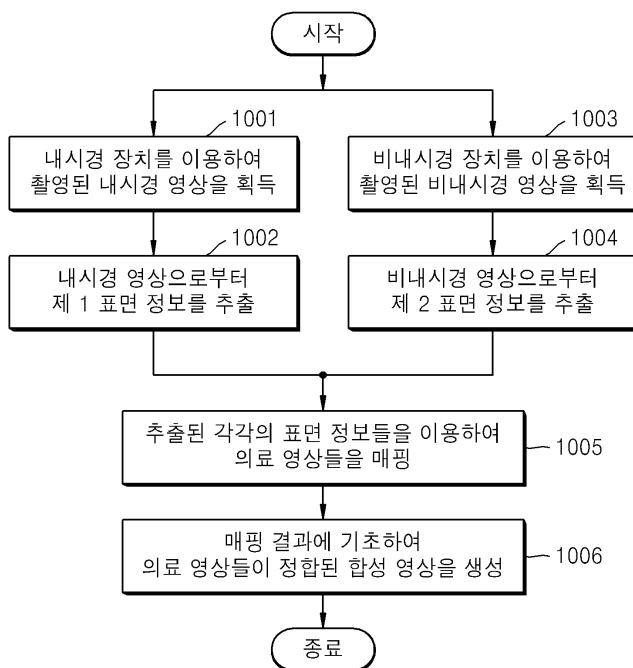 시작
1001
내시경 장치를 이용하여
촬영된 내시경 영상을 획득
1003
비내시경 장치를 이용하여
촬영된 비내시경 영상을 획득
1002
내시경 영상으로부터
제 1 표면 정보를 추출
1004
비내시경 영상으로부터
제 2 표면 정보를 추출
추출된 각각의 표면 정보들을 이용하여
의료 영상들을 매핑
1005
매핑 결과에 기초하여
의료 영상들이 정합된 합성 영상을 생성
1006
종료